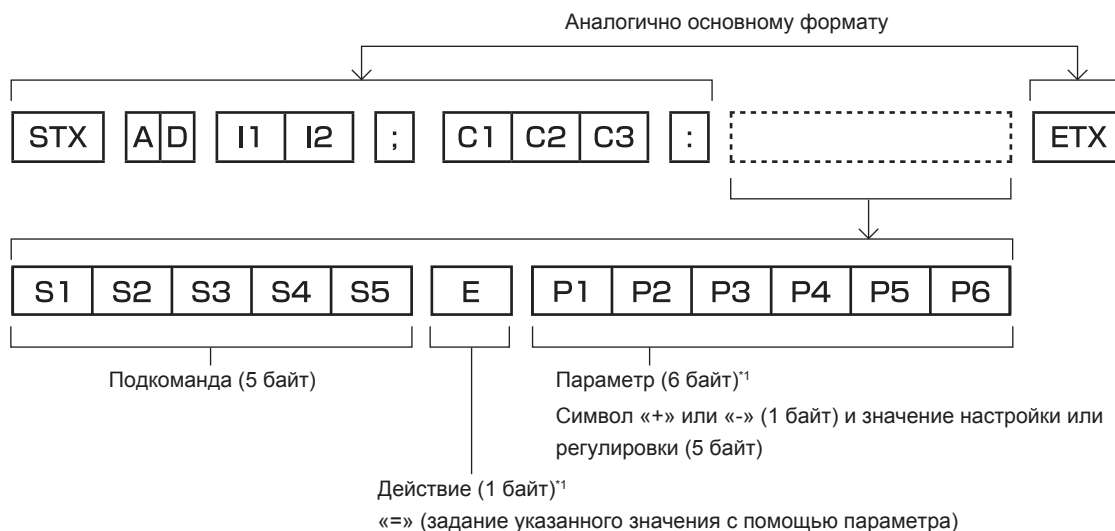 Аналогично основному формату
STX A D I1 I2 ; C1 C2 C3 : ETX
S1 S2 S3 S4 S5 E P1 P2 P3 P4 P5 P6
Подкоманда (5 байт)
Параметр (6 байт)*1
Символ «+» или «-» (1 байт) и значение настройки или
регулировки (5 байт)
Действие (1 байт)*1
«=» (задание указанного значения с помощью параметра)